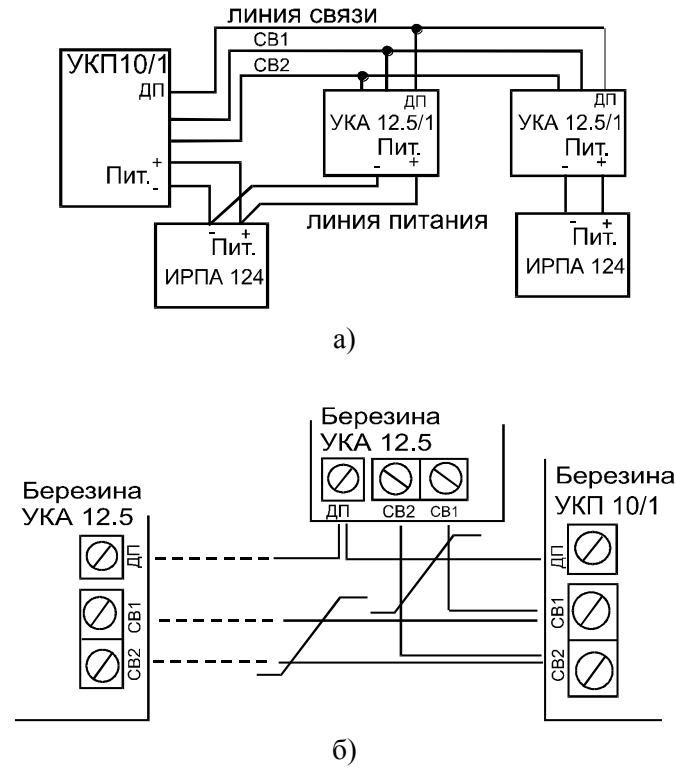 ЛИНИЯ СВЯЗИ
СВ1
УКП10/1
СВ2
ДП
ДП
ДП
УКА 12.5/1
УКА 12.5/1
Пит.
Пит.
- +
- +
Пит. +
-
ЛИНИЯ ПИТАНИЯ
- +
Пит.
ИРПА 124
- +
Пит.
ИРПА 124
а)
Березина
УКА 12.5
ДП СВ2 СВ1
Березина
УКА 12.5
ДП
СВ1
СВ2
Березина
УКП 10/1
ДП
СВ1
СВ2
б)